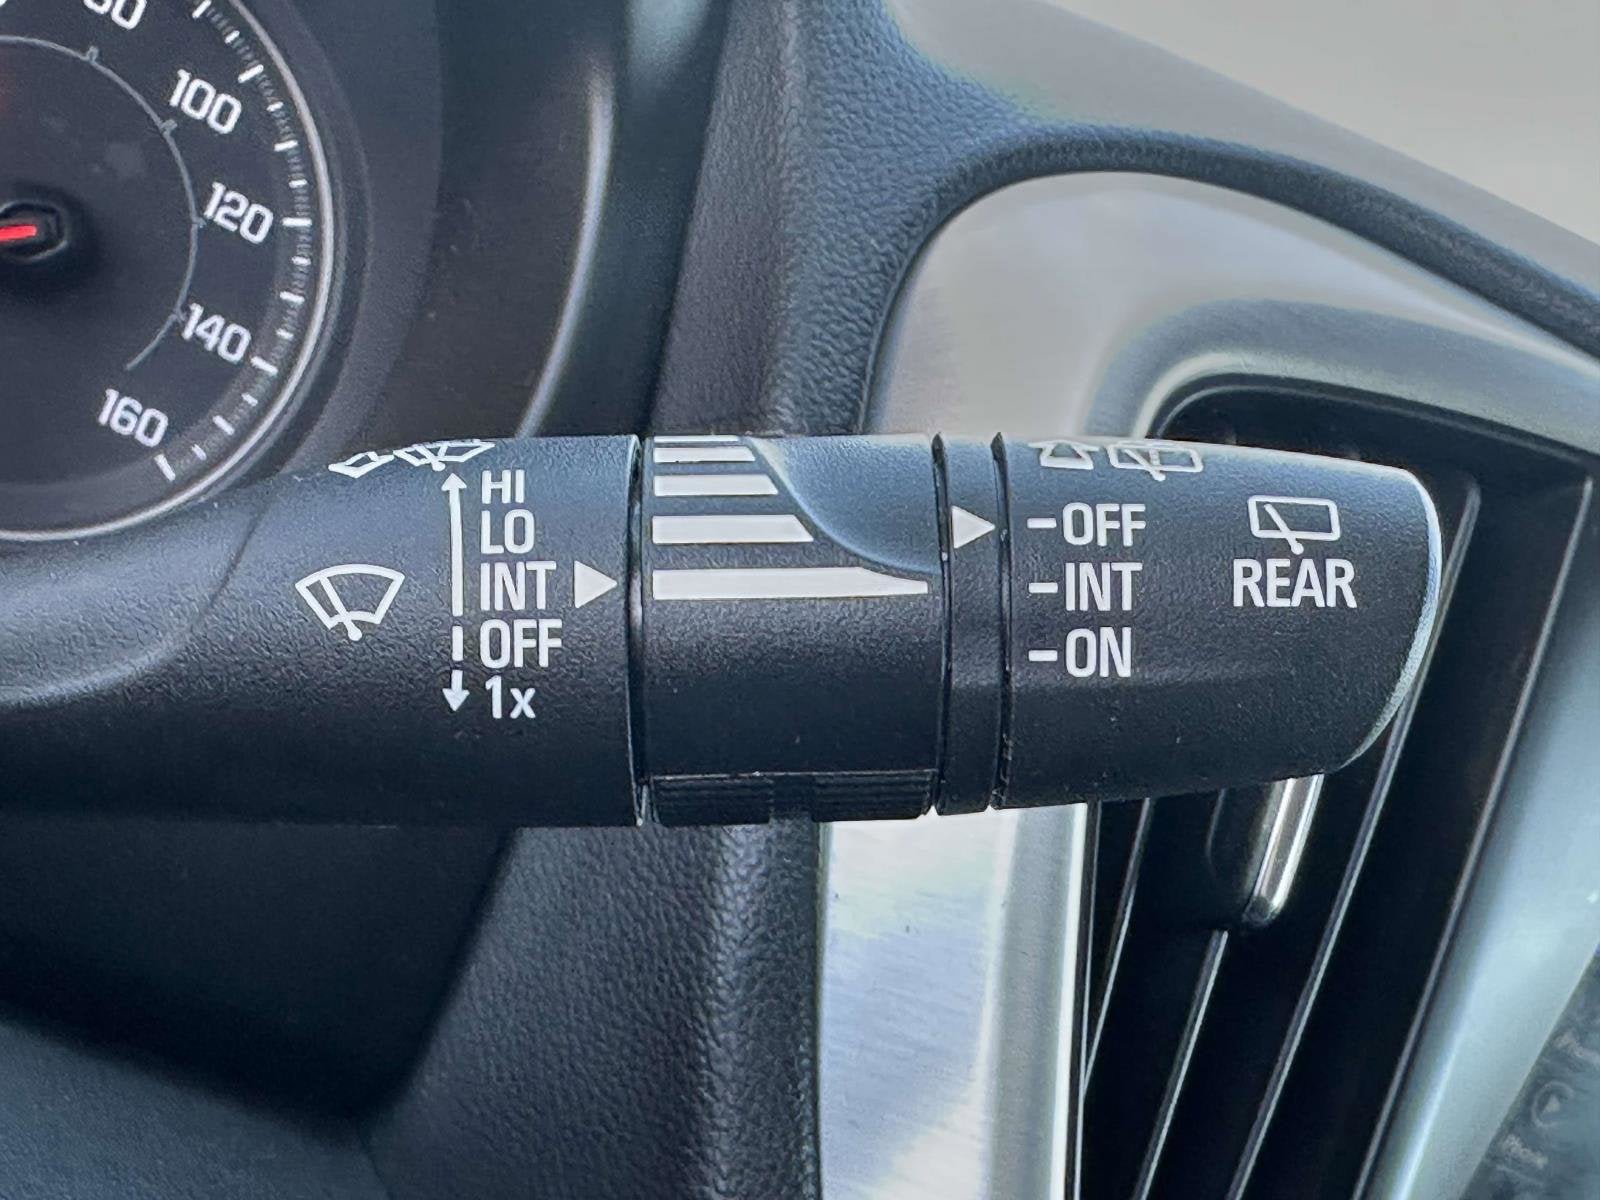 100
120
140
160
HI
LO
INT
OFF
1x
-OFF
-INT
-ON
REAR